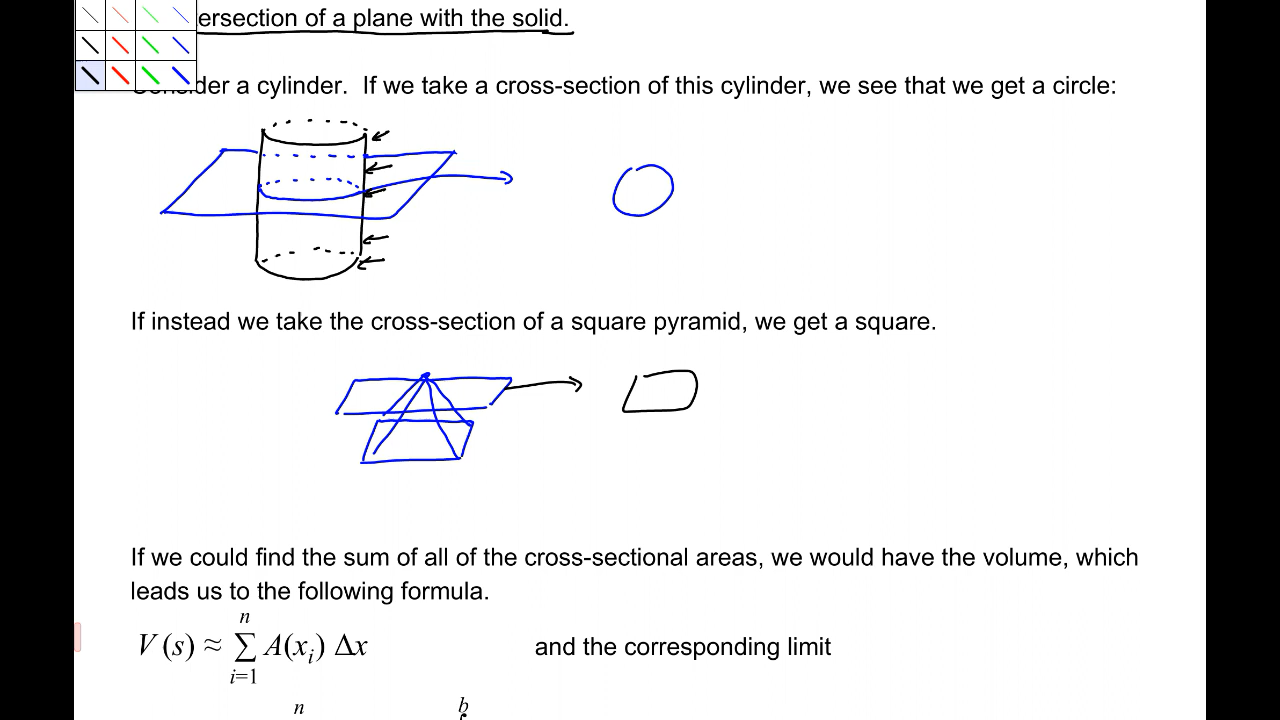 ersection of a plane with the solid.
der a cylinder. If we take a cross-section of this cylinder, we see that we get a circle:
If instead we take the cross-section of a square pyramid, we get a square.
If we could find the sum of all of the cross-sectional areas, we would have the volume, which
leads us to the following formula.
n
V(s) ≈ ∑ A(xᵢ) Δx and the corresponding limit
i=1
n b